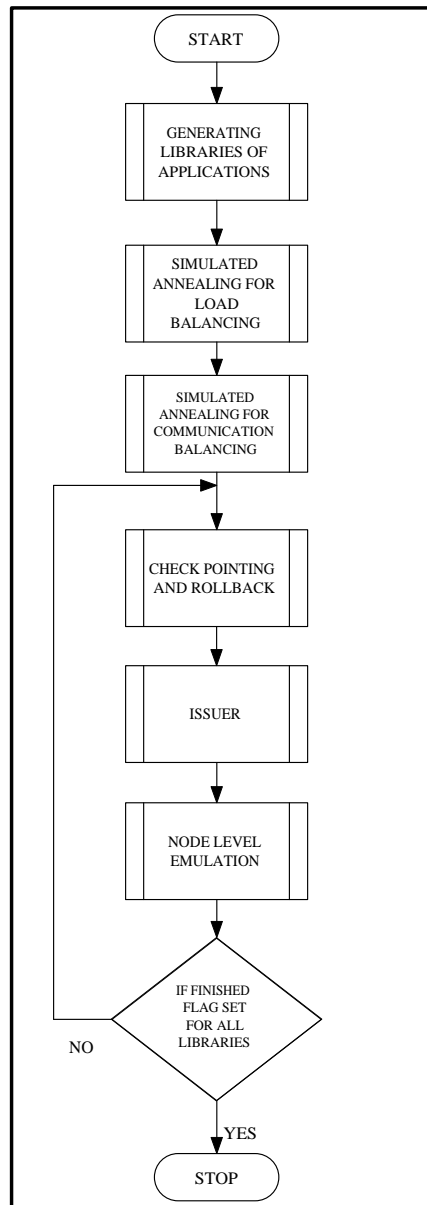 START
GENERATING
LIBRARIES OF
APPLICATIONS
SIMULATED
ANNEALING FOR
LOAD
BALANCING
SIMULATED
ANNEALING FOR
COMMUNICATION
BALANCING
CHECK POINTING
AND ROLLBACK
ISSUER
NODE LEVEL
EMULATION
IF FINISHED
FLAG SET
FOR ALL
LIBRARIES
NO
YES
STOP